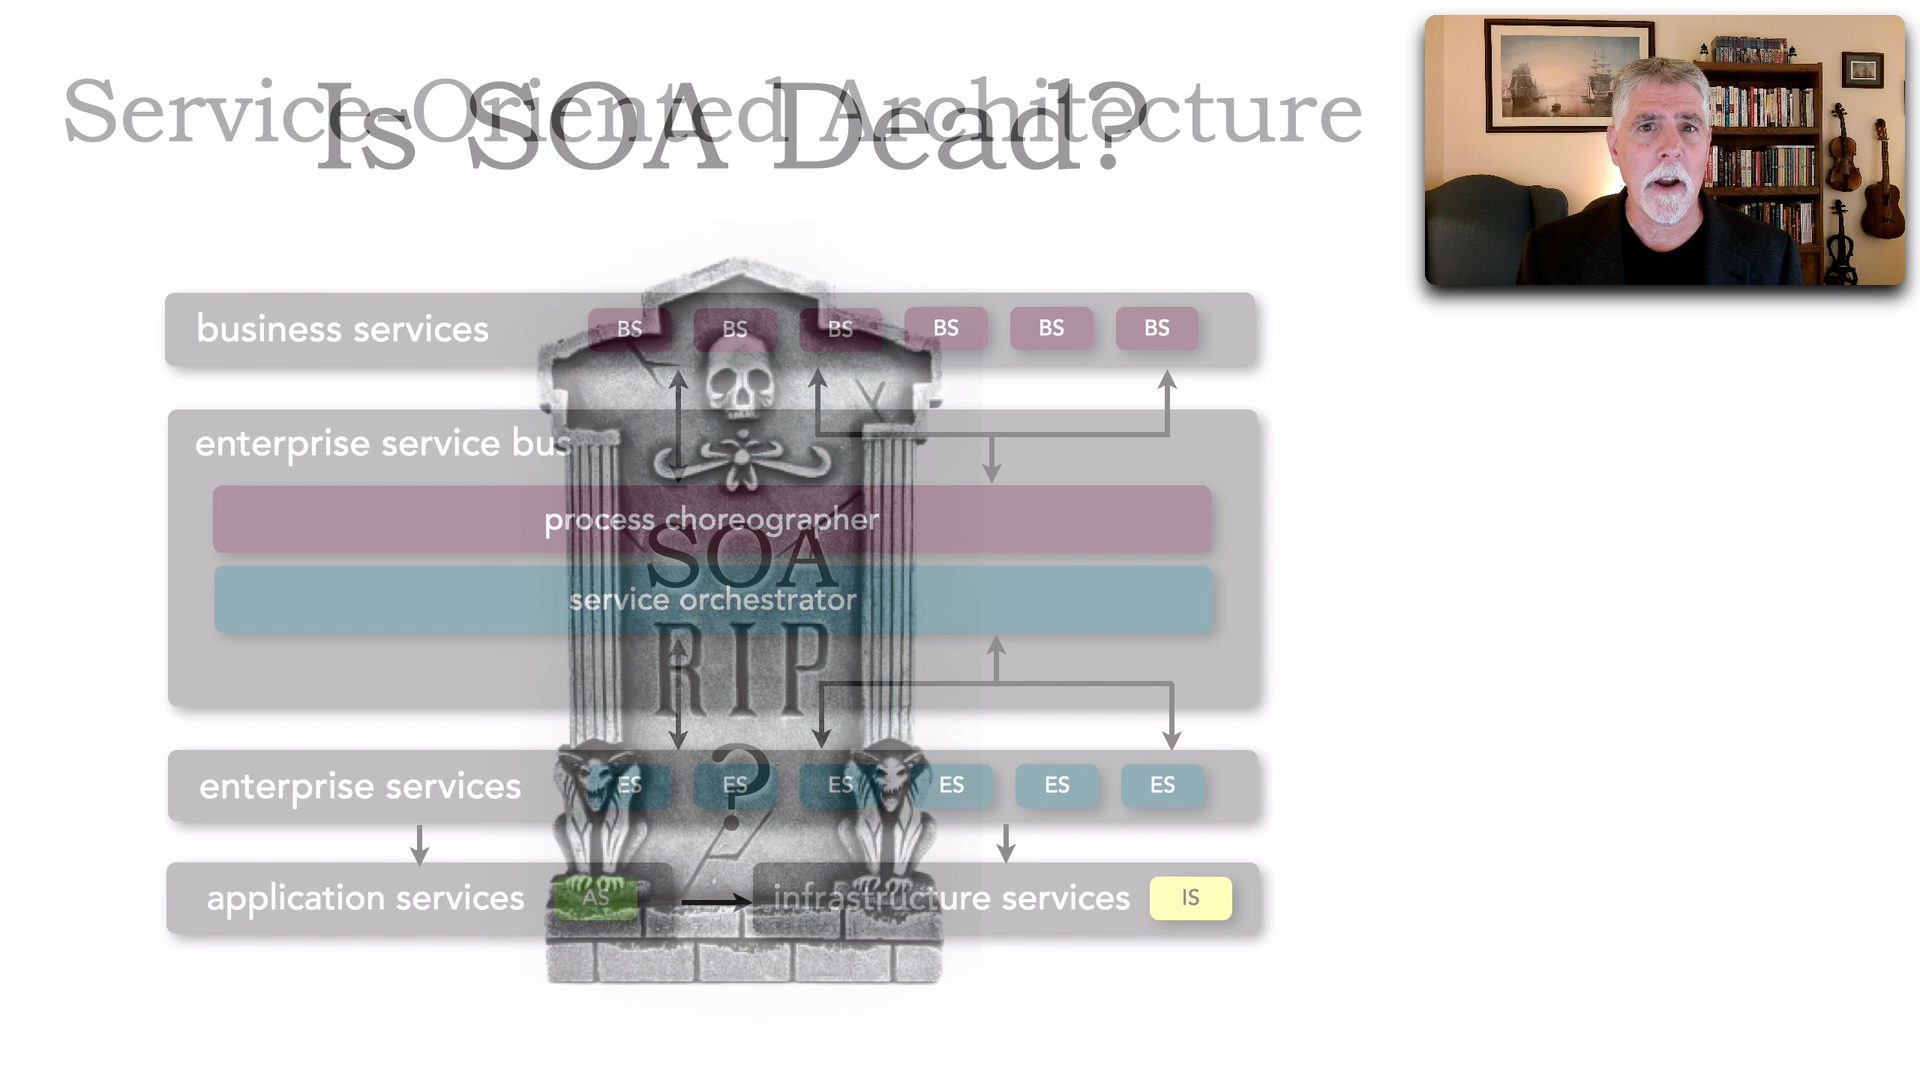 Service-Oriented Architecture
Is SOA Dead?
business services
BS BS BS BS BS BS
enterprise service bus
process choreographer
SOA
service orchestrator
RIP
enterprise services
ES ES ES ES ES ES
?
application services
AS
infrastructure services
IS